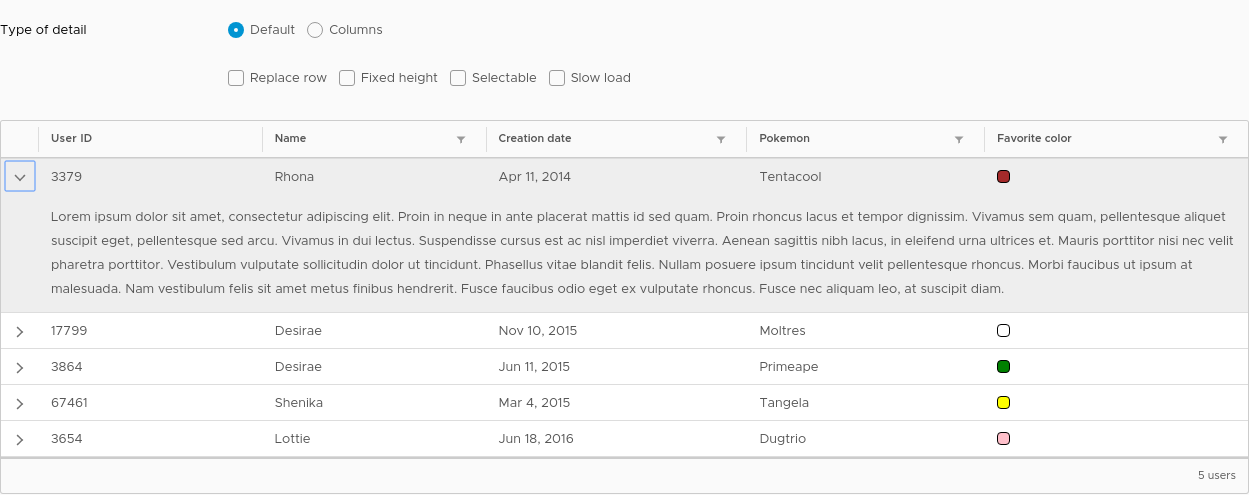 Type of detail Default Columns
Replace row Fixed height Selectable Slow load
User ID Name Creation date Pokemon Favorite color
3379 Rhona Apr 11, 2014 Tentacool
Lorem ipsum dolor sit amet, consectetur adipiscing elit. Proin in neque in ante placerat mattis id sed quam. Proin rhoncus lacus et tempor dignissim. Vivamus sem quam, pellentesque aliquet
suscipit eget, pellentesque sed arcu. Vivamus in dui lectus. Suspendisse cursus est ac nisl imperdiet viverra. Aenean sagittis nibh lacus, in eleifend urna ultrices et. Mauris porttitor nisi nec velit
pharetra porttitor. Vestibulum vulputate sollicitudin dolor ut tincidunt. Phasellus vitae blandit felis. Nullam posuere ipsum tincidunt velit pellentesque rhoncus. Morbi faucibus ut ipsum at
malesuada. Nam vestibulum felis sit amet metus finibus hendrerit. Fusce faucibus odio eget ex vulputate rhoncus. Fusce nec aliquam leo, at suscipit diam.
17799 Desirae Nov 10, 2015 Moltres
3864 Desirae Jun 11, 2015 Primeape
67461 Shenika Mar 4, 2015 Tangela
3654 Lottie Jun 18, 2016 Dugtrio
5 users